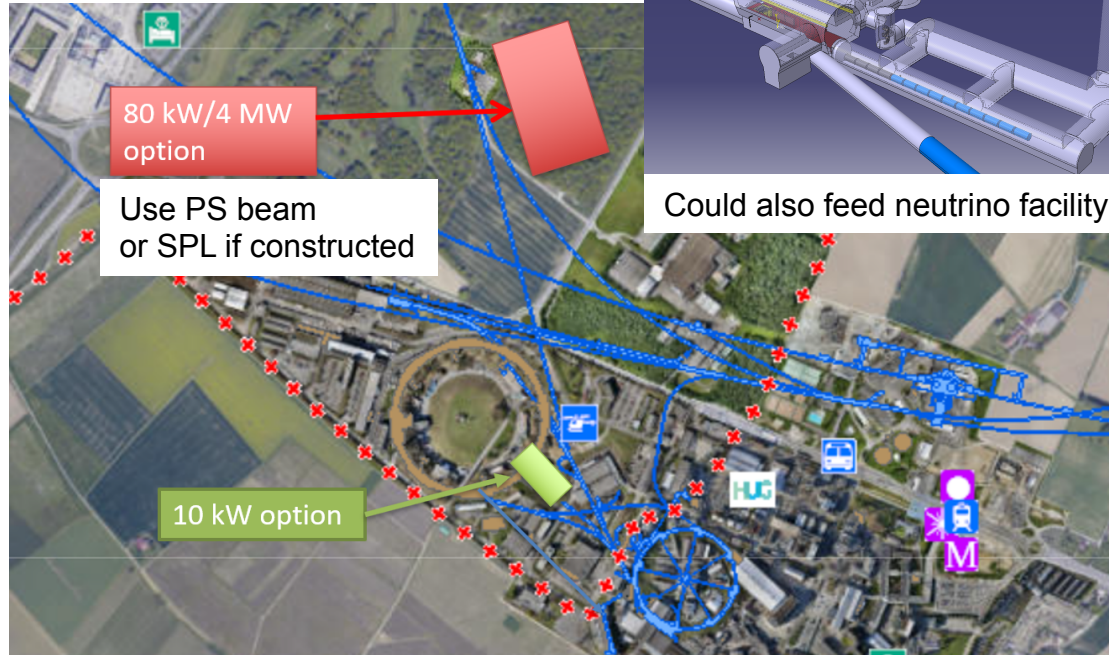 80 kW/4 MW
option
Use PS beam
or SPL if constructed
Could also feed neutrino facility
10 kW option
HUG
M